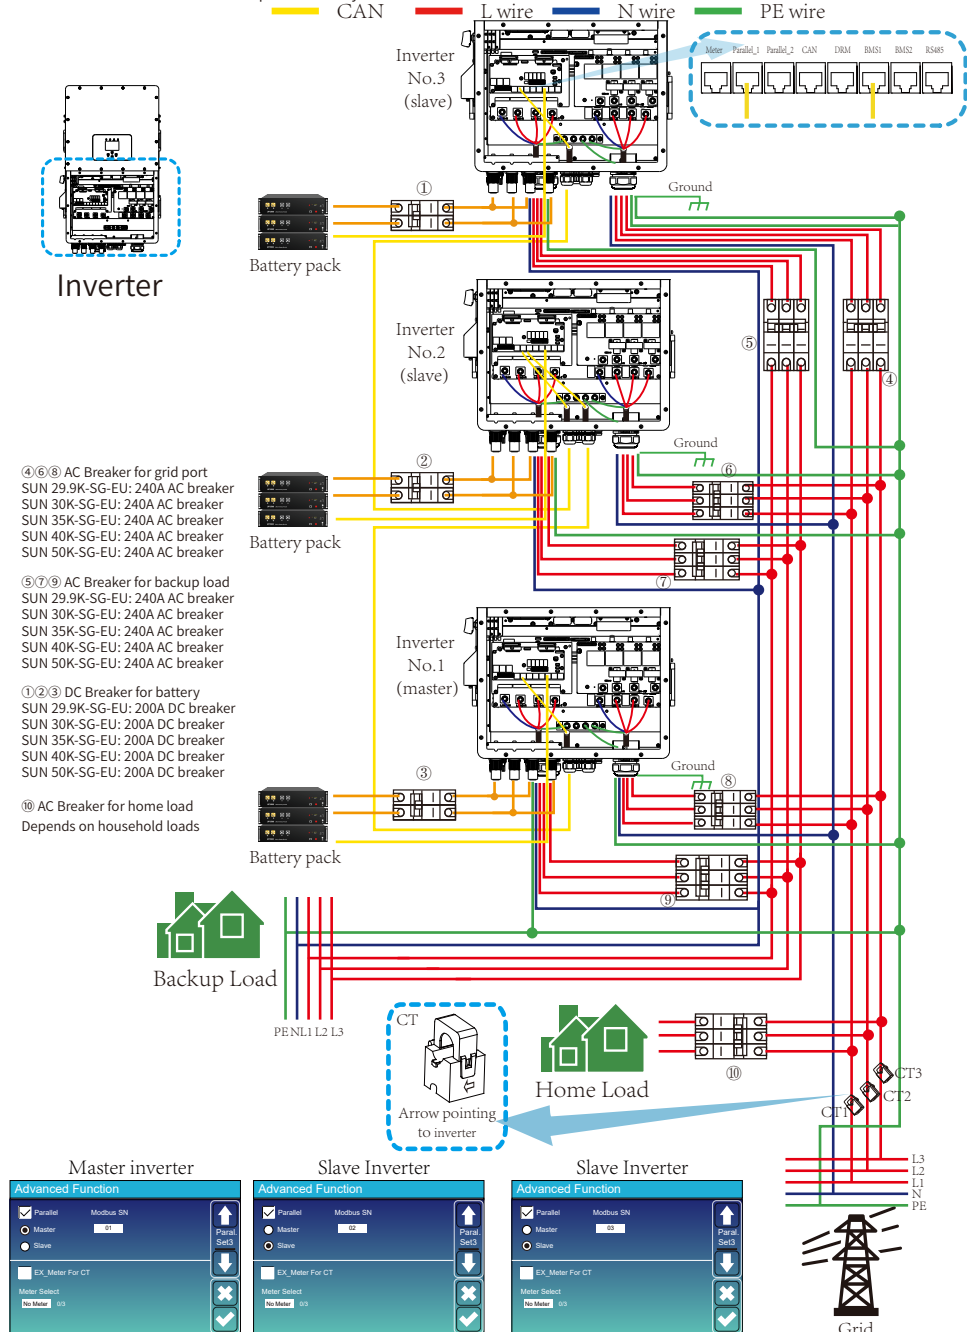 CAN
L wire
N wire
PE wire
Inverter
No.3
(slave)
Meter
Parallel_1
Parallel_2
CAN
DRM
BMS1
BMS2
RS485
①
Ground
Battery pack
Inverter
Inverter
No.2
(slave)
⑤
④
②
Ground
⑥
Battery pack
⑦
④⑥⑧ AC Breaker for grid port
SUN 29.9K-SG-EU: 240A AC breaker
SUN 30K-SG-EU: 240A AC breaker
SUN 35K-SG-EU: 240A AC breaker
SUN 40K-SG-EU: 240A AC breaker
SUN 50K-SG-EU: 240A AC breaker
⑤⑦⑨ AC Breaker for backup load
SUN 29.9K-SG-EU: 240A AC breaker
SUN 30K-SG-EU: 240A AC breaker
SUN 35K-SG-EU: 240A AC breaker
SUN 40K-SG-EU: 240A AC breaker
SUN 50K-SG-EU: 240A AC breaker
①②③ DC Breaker for battery
SUN 29.9K-SG-EU: 200A DC breaker
SUN 30K-SG-EU: 200A DC breaker
SUN 35K-SG-EU: 200A DC breaker
SUN 40K-SG-EU: 200A DC breaker
SUN 50K-SG-EU: 200A DC breaker
⑩ AC Breaker for home load
Depends on household loads
Inverter
No.1
(master)
③
Ground
⑧
Battery pack
⑨
Backup Load
PE N L1 L2 L3
CT
Arrow pointing
to inverter
Home Load
⑩
CT3
CT2
CT1
L3
L2
L1
N
PE
Grid
Master inverter
Advanced Function
Parallel
Modbus SN
Master
01
Slave
Paral.
Set3
EX_Meter For CT
Meter Select
No Meter 0/3
Slave Inverter
Advanced Function
Parallel
Modbus SN
Master
02
Slave
Paral.
Set3
EX_Meter For CT
Meter Select
No Meter 0/3
Slave Inverter
Advanced Function
Parallel
Modbus SN
Master
03
Slave
Paral.
Set3
EX_Meter For CT
Meter Select
No Meter 0/3